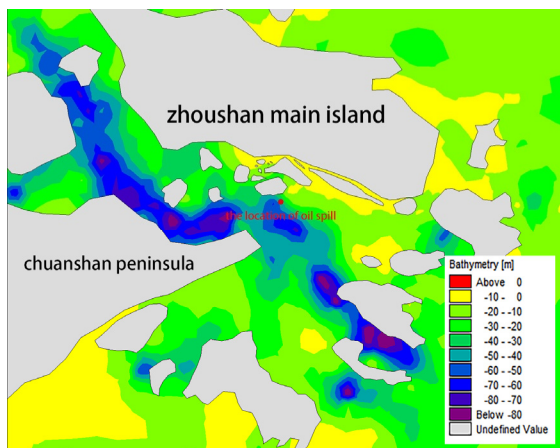 zhoushan main island
the location of oil spill
chuanshan peninsula
Bathymetry [m]
Above 0
-10 - 0
-20 - -10
-30 - -20
-40 - -30
-50 - -40
-60 - -50
-70 - -60
-80 - -70
Below -80
Undefined Value